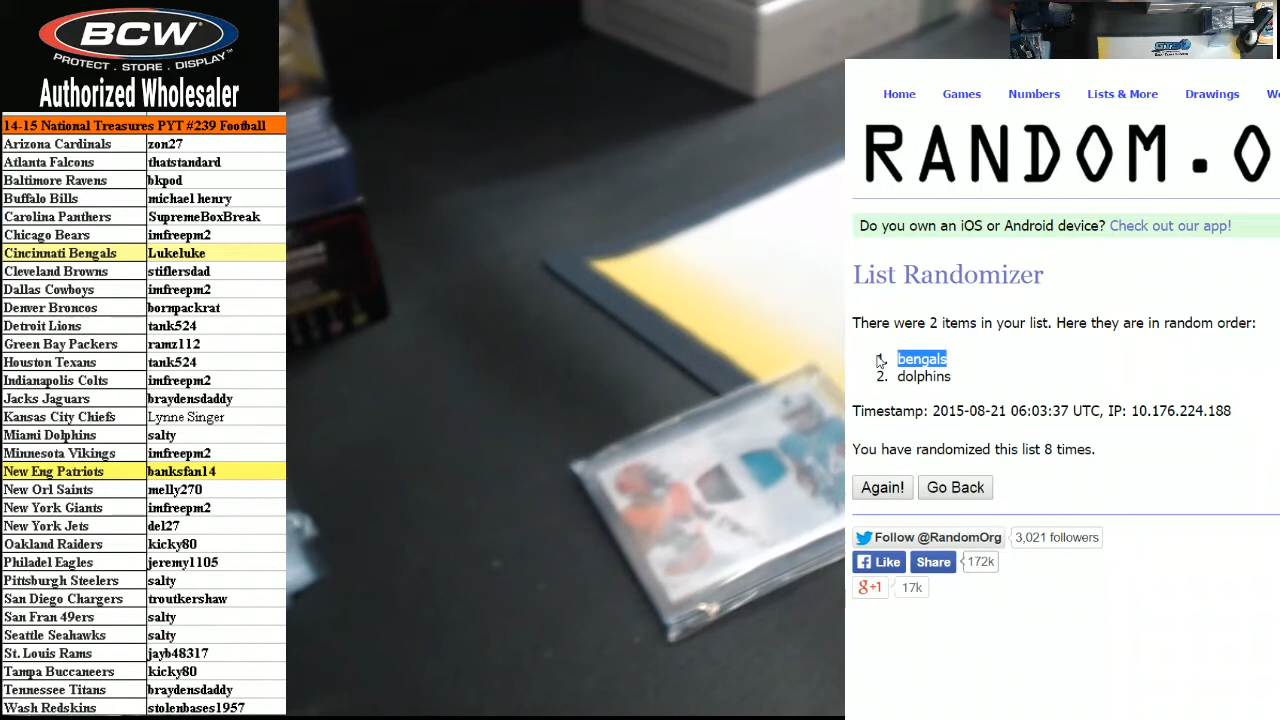 BCW
PROTECT . STORE . DISPLAY™
Authorized Wholesaler
14-15 National Treasures PYT #239 Football
Arizona Cardinals zon27
Atlanta Falcons thatstandard
Baltimore Ravens bkpod
Buffalo Bills michael henry
Carolina Panthers SupremeBoxBreak
Chicago Bears imfreepm2
Cincinnati Bengals Lukeluke
Cleveland Browns stiflersdad
Dallas Cowboys imfreepm2
Denver Broncos bornpackrat
Detroit Lions tank524
Green Bay Packers ramz112
Houston Texans tank524
Indianapolis Colts imfreepm2
Jacks Jaguars braydensdaddy
Kansas City Chiefs Lynne Singer
Miami Dolphins salty
Minnesota Vikings imfreepm2
New Eng Patriots banksfan14
New Orl Saints melly270
New York Giants imfreepm2
New York Jets del27
Oakland Raiders kicky80
Philadel Eagles jeremy1105
Pittsburgh Steelers salty
San Diego Chargers troutkershaw
San Fran 49ers salty
Seattle Seahawks salty
St. Louis Rams jayb48317
Tampa Buccaneers kicky80
Tennessee Titans braydensdaddy
Wash Redskins stolenbases1957
GTS
Home Games Numbers Lists & More Drawings We
RANDOM.O
Do you own an iOS or Android device? Check out our app!
List Randomizer
There were 2 items in your list. Here they are in random order:
1. bengals
2. dolphins
Timestamp: 2015-08-21 06:03:37 UTC, IP: 10.176.224.188
You have randomized this list 8 times.
Again! Go Back
Follow @RandomOrg 3,021 followers
Like Share 172k
g+1 17k